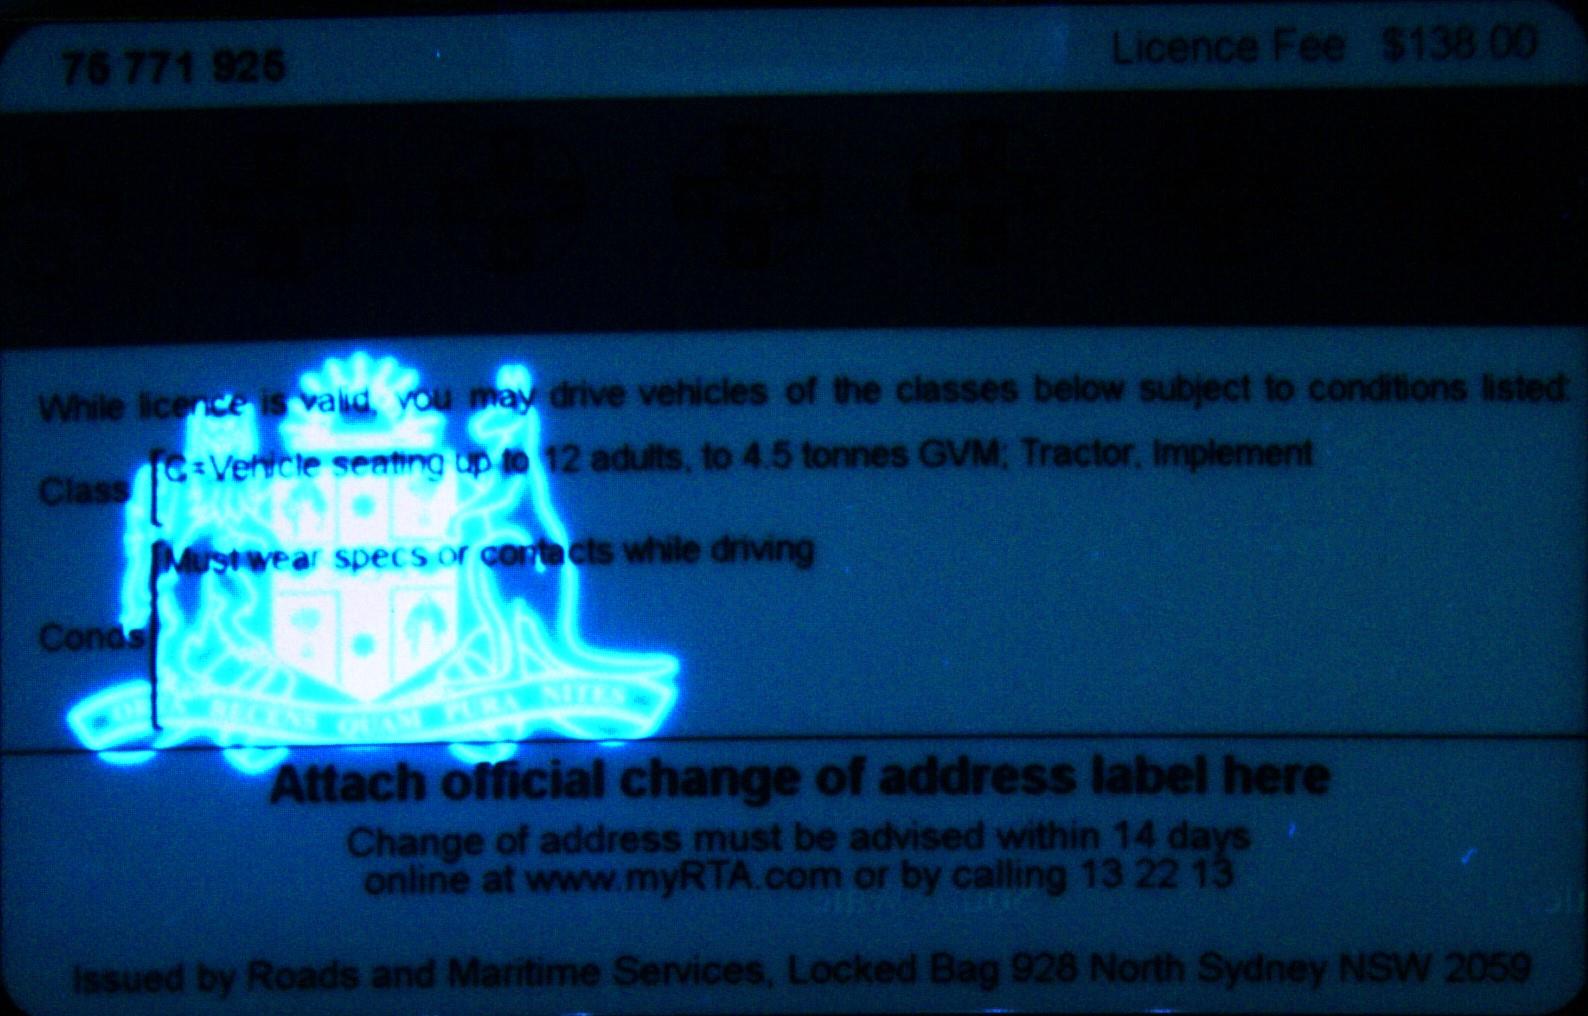 75 771 925
Licence Fee $138 00
While licence is valid, you may drive vehicles of the classes below subject to conditions listed:
C=Vehicle seating up to 12 adults, to 4.5 tonnes GVM; Tractor, Implement
Class
Must wear specs or contacts while driving
Conds
RECENS QUAM PURA NITES
Attach official change of address label here
Change of address must be advised within 14 days
online at www.myRTA.com or by calling 13 22 13
Issued by Roads and Maritime Services, Locked Bag 928 North Sydney NSW 2059